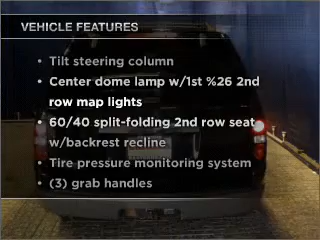 VEHICLE FEATURES
• Tilt steering column
• Center dome lamp w/1st %26 2nd
row map lights
• 60/40 split-folding 2nd row seat
w/backrest recline
• Tire pressure monitoring system
• (3) grab handles